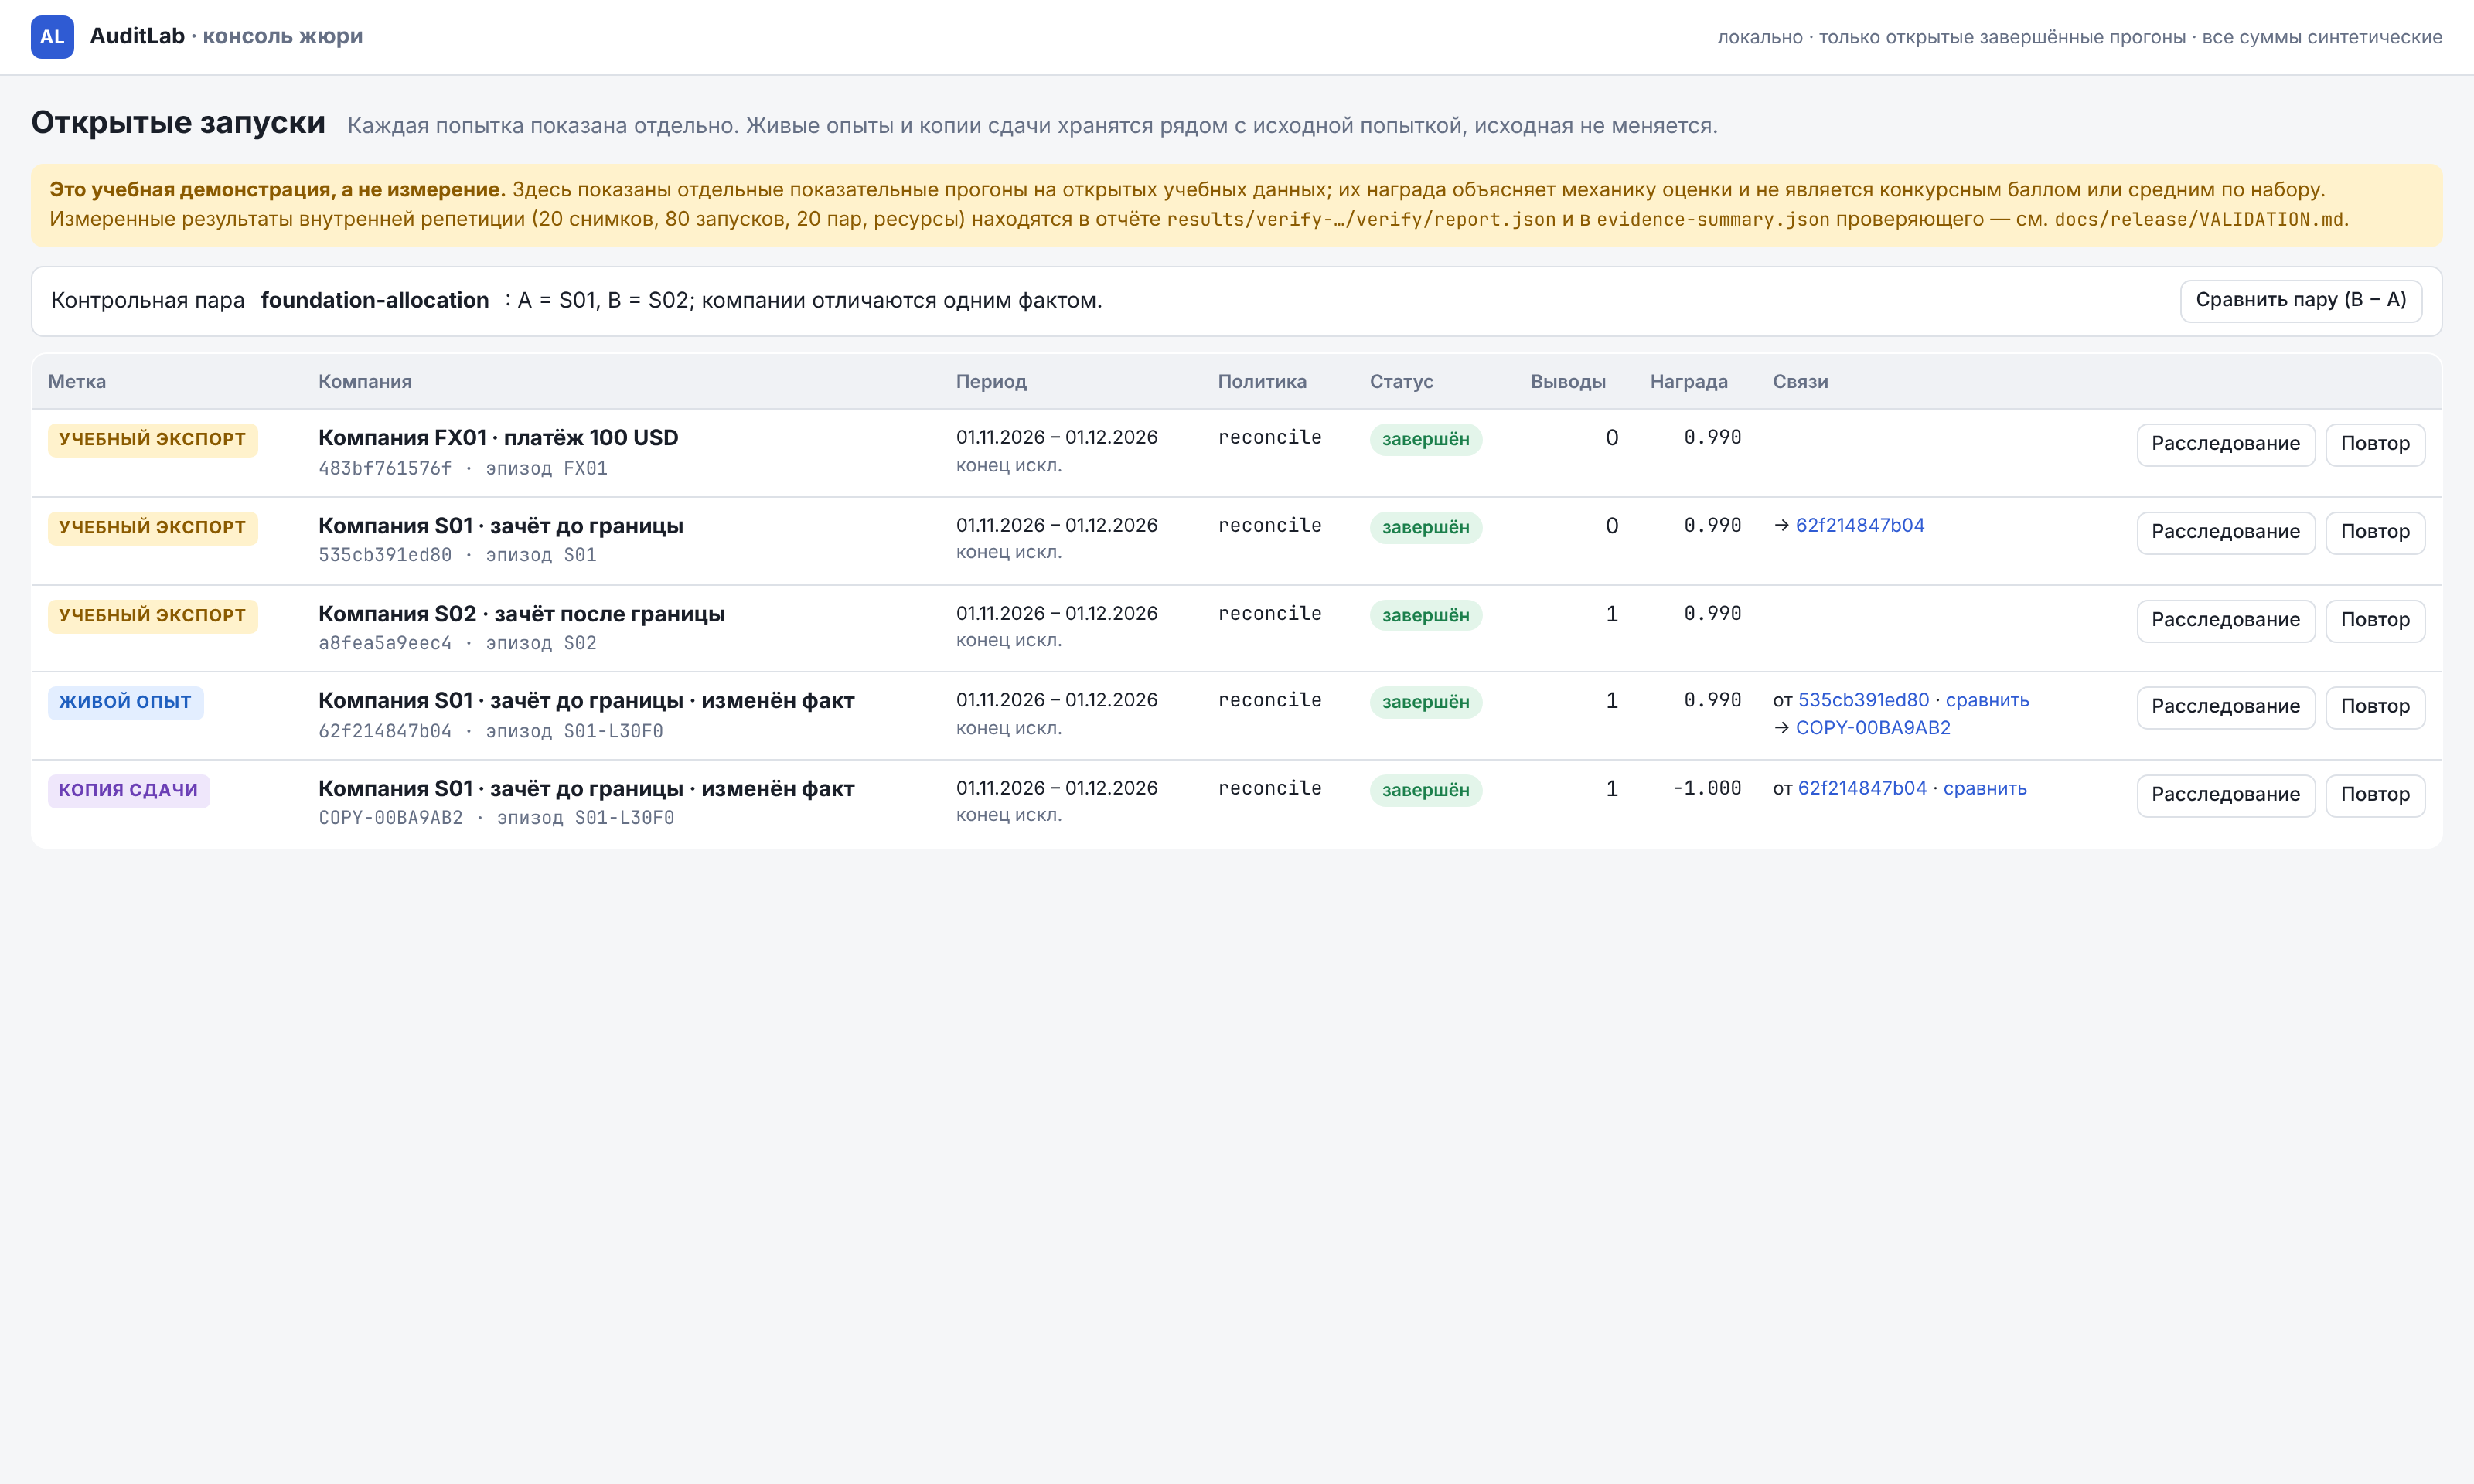 AL AuditLab · консоль жюри
локально · только открытые завершённые прогоны · все суммы синтетические
Открытые запуски Каждая попытка показана отдельно. Живые опыты и копии сдачи хранятся рядом с исходной попыткой, исходная не меняется.
Это учебная демонстрация, а не измерение. Здесь показаны отдельные показательные прогоны на открытых учебных данных; их награда объясняет механику оценки и не является конкурсным баллом или средним по набору.
Измеренные результаты внутренней репетиции (20 снимков, 80 запусков, 20 пар, ресурсы) находятся в отчёте results/verify-…/verify/report.json и в evidence-summary.json проверяющего — см. docs/release/VALIDATION.md.
Контрольная пара foundation-allocation : A = S01, B = S02; компании отличаются одним фактом. Сравнить пару (B − A)
Метка Компания Период Политика Статус Выводы Награда Связи
УЧЕБНЫЙ ЭКСПОРТ Компания FX01 · платёж 100 USD 01.11.2026 – 01.12.2026 reconcile завершён 0 0.990 Расследование Повтор
483bf761576f · эпизод FX01 конец искл.
УЧЕБНЫЙ ЭКСПОРТ Компания S01 · зачёт до границы 01.11.2026 – 01.12.2026 reconcile завершён 0 0.990 → 62f214847b04 Расследование Повтор
535cb391ed80 · эпизод S01 конец искл.
УЧЕБНЫЙ ЭКСПОРТ Компания S02 · зачёт после границы 01.11.2026 – 01.12.2026 reconcile завершён 1 0.990 Расследование Повтор
a8fea5a9eec4 · эпизод S02 конец искл.
ЖИВОЙ ОПЫТ Компания S01 · зачёт до границы · изменён факт 01.11.2026 – 01.12.2026 reconcile завершён 1 0.990 от 535cb391ed80 · сравнить Расследование Повтор
62f214847b04 · эпизод S01-L30F0 конец искл. → COPY-00BA9AB2
КОПИЯ СДАЧИ Компания S01 · зачёт до границы · изменён факт 01.11.2026 – 01.12.2026 reconcile завершён 1 -1.000 от 62f214847b04 · сравнить Расследование Повтор
COPY-00BA9AB2 · эпизод S01-L30F0 конец искл.